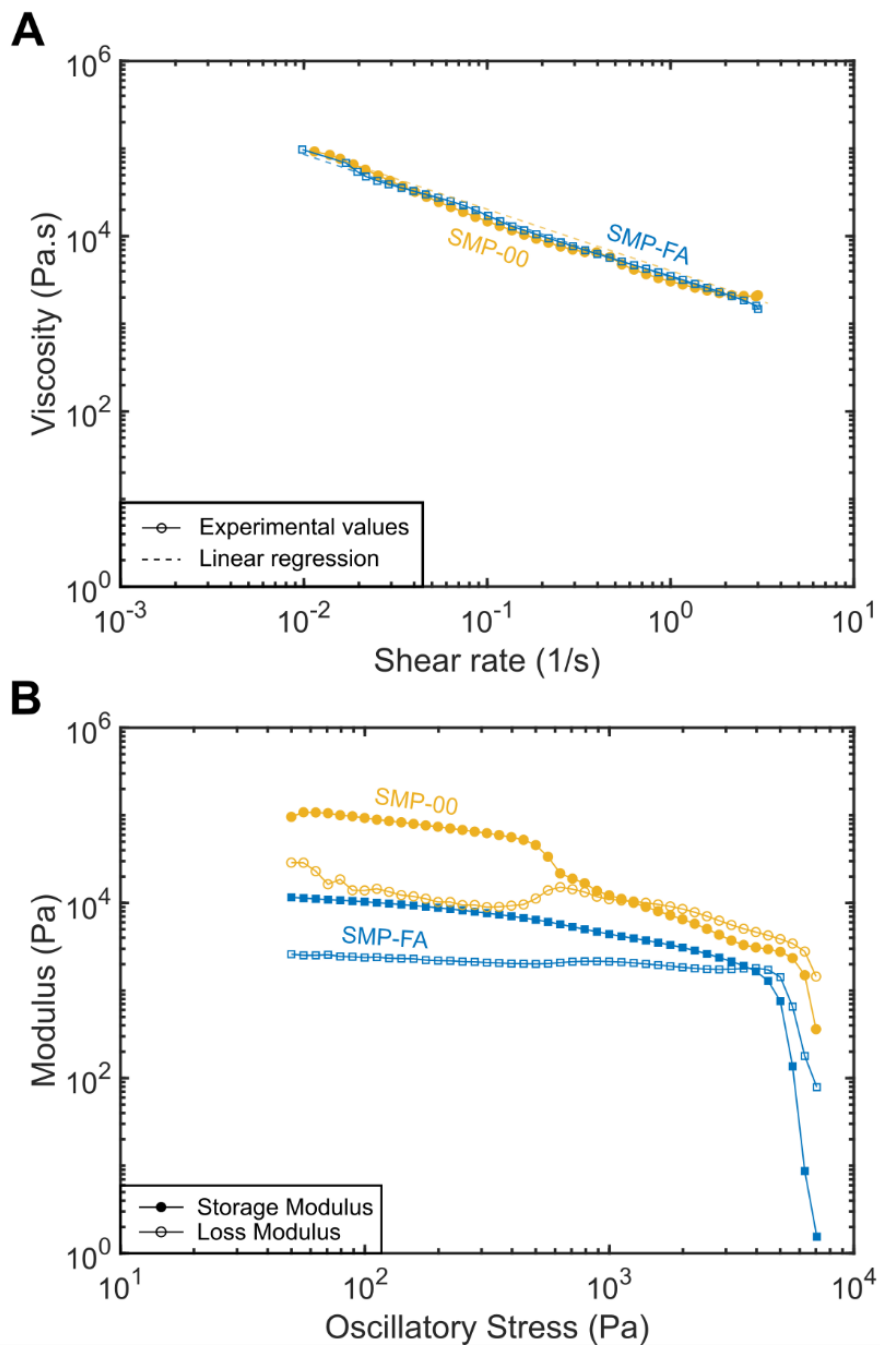 A
10^6
10^4
10^2
10^0
Viscosity (Pa.s)
SMP-00
SMP-FA
Experimental values
Linear regression
10^-3
10^-2
10^-1
10^0
10^1
Shear rate (1/s)
B
10^6
10^4
10^2
10^0
Modulus (Pa)
SMP-00
SMP-FA
Storage Modulus
Loss Modulus
10^1
10^2
10^3
10^4
Oscillatory Stress (Pa)